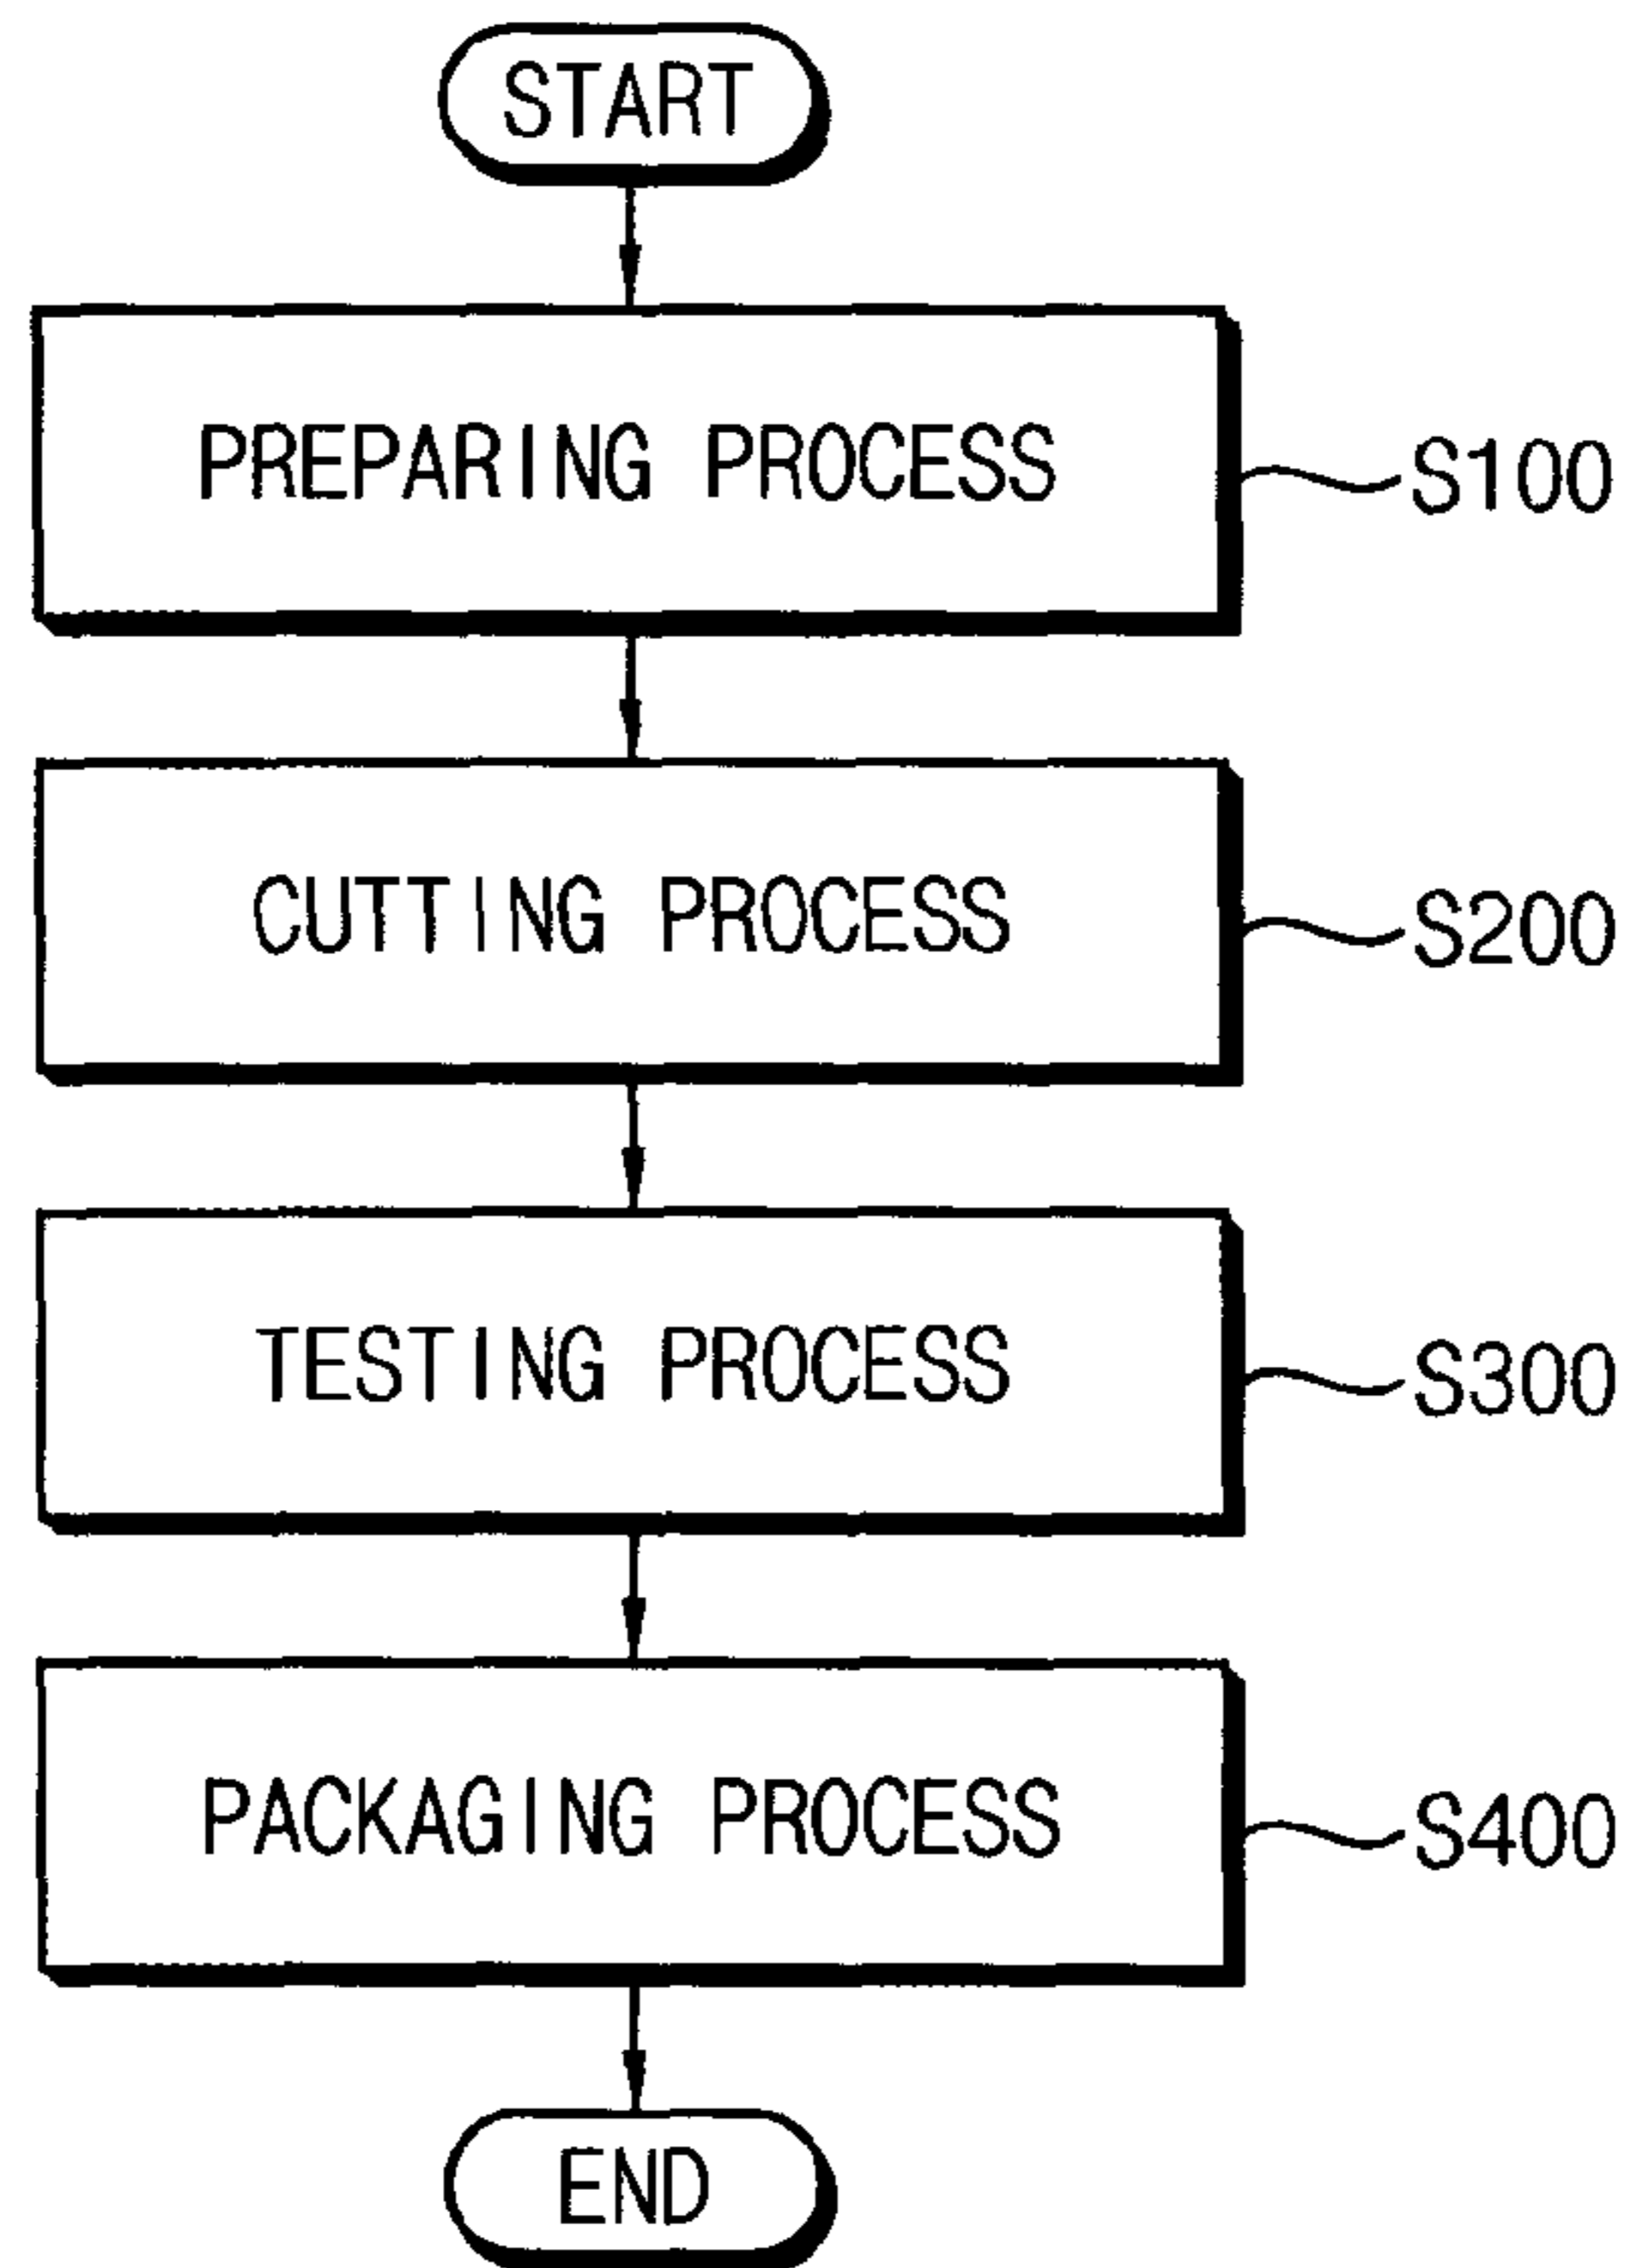 START
PREPARING PROCESS
S100
CUTTING PROCESS
S200
TESTING PROCESS
S300
PACKAGING PROCESS
S400
END